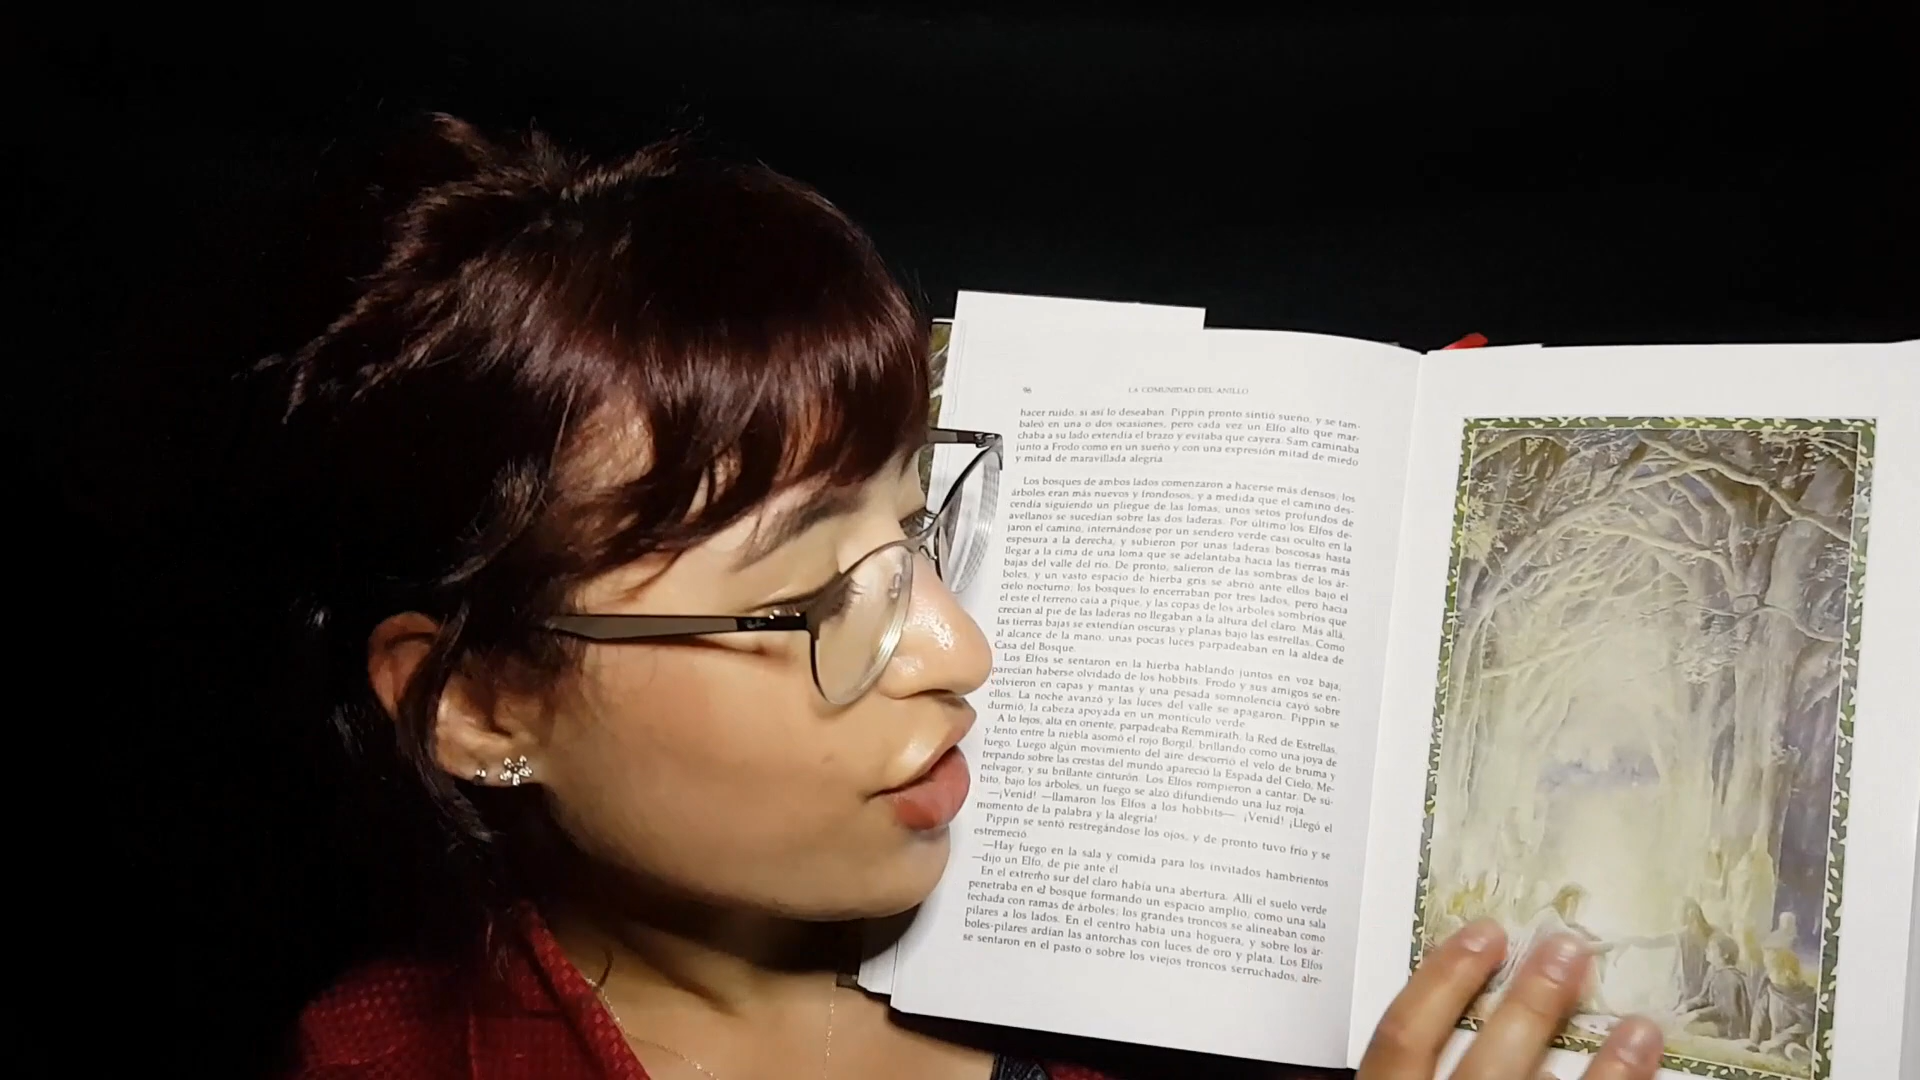 Ray-Ban
96
LA COMUNIDAD DEL ANILLO
hacer ruido, si así lo deseaban. Pippin pronto sintió sueño, y se tam-
baleó en una o dos ocasiones, pero cada vez un Elfo alto que mar-
chaba a su lado extendía el brazo y evitaba que cayera. Sam caminaba
junto a Frodo como en un sueño y con una expresión mitad de miedo
y mitad de maravillada alegría.
Los bosques de ambos lados comenzaron a hacerse más densos, los
árboles eran más nuevos y frondosos, y a medida que el camino des-
cendía siguiendo un pliegue de las lomas, unos setos profundos de
avellanos se sucedían sobre las dos laderas. Por último los Elfos de-
jaron el camino, internándose por un sendero verde casi oculto en la
espesura a la derecha, y subieron por unas laderas boscosas hasta
llegar a la cima de una loma que se adelantaba hacia las tierras más
bajas del valle del río. De pronto, salieron de las sombras de los ár-
boles, y un vasto espacio de hierba gris se abrió ante ellos bajo el
cielo nocturno; los bosques lo encerraban por tres lados, pero hacia
el este el terreno caía a pique, y las copas de los árboles sombríos que
crecían al pie de las laderas no llegaban a la altura del claro. Más allá,
las tierras bajas se extendían oscuras y planas bajo las estrellas. Como
al alcance de la mano, unas pocas luces parpadeaban en la aldea de
Casa del Bosque.
Los Elfos se sentaron en la hierba hablando juntos en voz baja;
parecían haberse olvidado de los hobbits. Frodo y sus amigos se en-
volvieron en capas y mantas y una pesada somnolencia cayó sobre
ellos. La noche avanzó y las luces del valle se apagaron. Pippin se
durmió, la cabeza apoyada en un montículo verde.
A lo lejos, alta en oriente, parpadeaba Remmirath, la Red de Estrellas,
y lento entre la niebla asomó el rojo Borgil, brillando como una joya de
fuego. Luego algún movimiento del aire descorrió el velo de bruma y
trepando sobre las crestas del mundo apareció la Espada del Cielo, Me-
nelvagor, y su brillante cinturón. Los Elfos rompieron a cantar. De sú-
bito, bajo los árboles, un fuego se alzó difundiendo una luz roja.
—¡Venid! —llamaron los Elfos a los hobbits— ¡Venid! ¡Llegó el
momento de la palabra y la alegría!
Pippin se sentó restregándose los ojos, y de pronto tuvo frío y se
estremeció.
—Hay fuego en la sala y comida para los invitados hambrientos
—dijo un Elfo, de pie ante él.
En el extremo sur del claro había una abertura. Allí el suelo verde
penetraba en el bosque formando un espacio amplio, como una sala
techada con ramas de árboles; los grandes troncos se alineaban como
pilares a los lados. En el centro había una hoguera, y sobre los ár-
boles-pilares ardían las antorchas con luces de oro y plata. Los Elfos
se sentaron en el pasto o sobre los viejos troncos serruchados, alre-